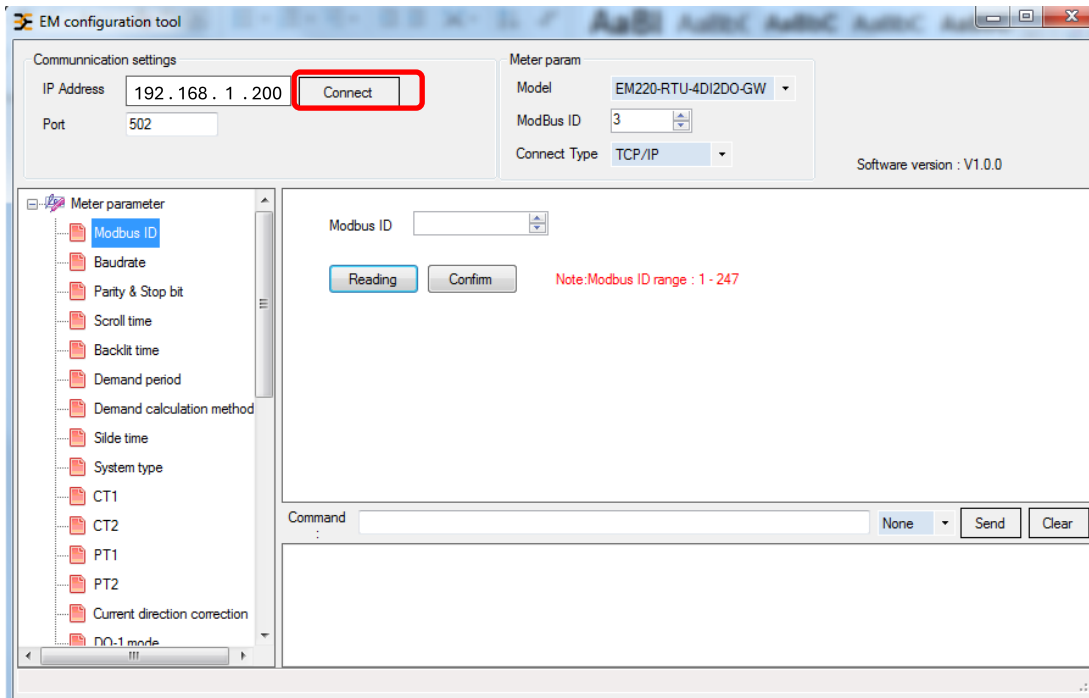 EM configuration tool
Communnication settings
IP Address 192.168.1.200 Connect
Port 502
Meter param
Model EM220-RTU-4DI2DO-GW
ModBus ID 3
Connect Type TCP/IP
Software version : V1.0.0
Meter parameter
Modbus ID
Baudrate
Parity & Stop bit
Scroll time
Backlit time
Demand period
Demand calculation method
Silde time
System type
CT1
CT2
PT1
PT2
Current direction correction
DO-1 mode
Modbus ID
Reading Confirm Note:Modbus ID range : 1 - 247
Command
:
None Send Clear